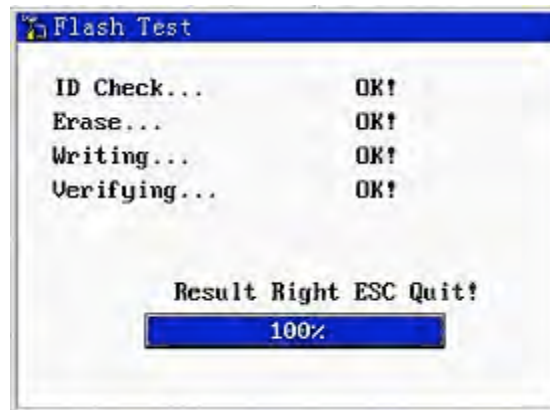 Flash Test
ID Check... OK!
Erase... OK!
Writing... OK!
Verifying... OK!
Result Right ESC Quit!
100%